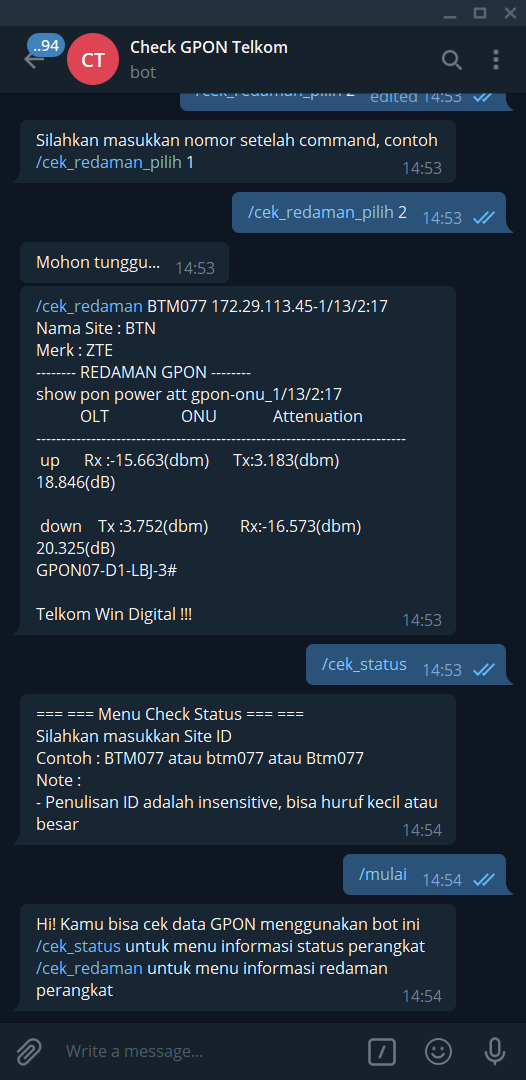 ..94
CT
Check GPON Telkom
bot
/cek_redaman_pilih 2 edited 14:53
Silahkan masukkan nomor setelah command, contoh
/cek_redaman_pilih 1 14:53
/cek_redaman_pilih 2 14:53
Mohon tunggu... 14:53
/cek_redaman BTM077 172.29.113.45-1/13/2:17
Nama Site : BTN
Merk : ZTE
-------- REDAMAN GPON --------
show pon power att gpon-onu_1/13/2:17
OLT ONU Attenuation
--------------------------------------------------------------------------
up Rx :-15.663(dbm) Tx:3.183(dbm)
18.846(dB)
down Tx :3.752(dbm) Rx:-16.573(dbm)
20.325(dB)
GPON07-D1-LBJ-3#
Telkom Win Digital !!! 14:53
/cek_status 14:53
=== === Menu Check Status === ===
Silahkan masukkan Site ID
Contoh : BTM077 atau btm077 atau Btm077
Note :
- Penulisan ID adalah insensitive, bisa huruf kecil atau
besar 14:54
/mulai 14:54
Hi! Kamu bisa cek data GPON menggunakan bot ini
/cek_status untuk menu informasi status perangkat
/cek_redaman untuk menu informasi redaman
perangkat 14:54
Write a message...